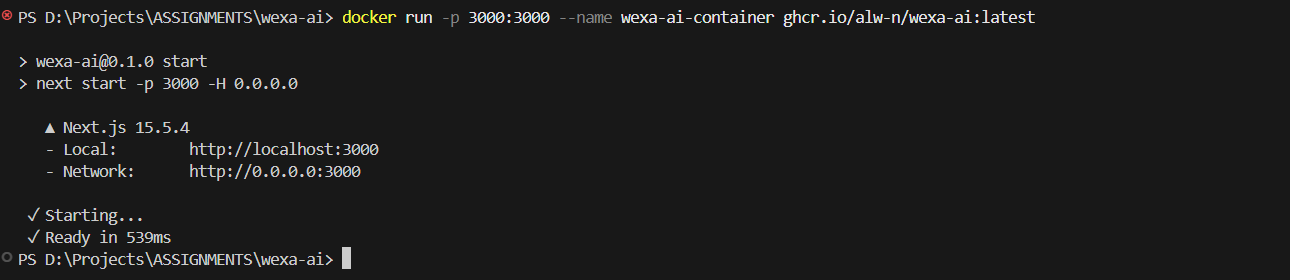 PS D:\Projects\ASSIGNMENTS\wexa-ai> docker run -p 3000:3000 --name wexa-ai-container ghcr.io/alw-n/wexa-ai:latest
> wexa-ai@0.1.0 start
> next start -p 3000 -H 0.0.0.0
▲ Next.js 15.5.4
- Local: http://localhost:3000
- Network: http://0.0.0.0:3000
✓ Starting...
✓ Ready in 539ms
PS D:\Projects\ASSIGNMENTS\wexa-ai>